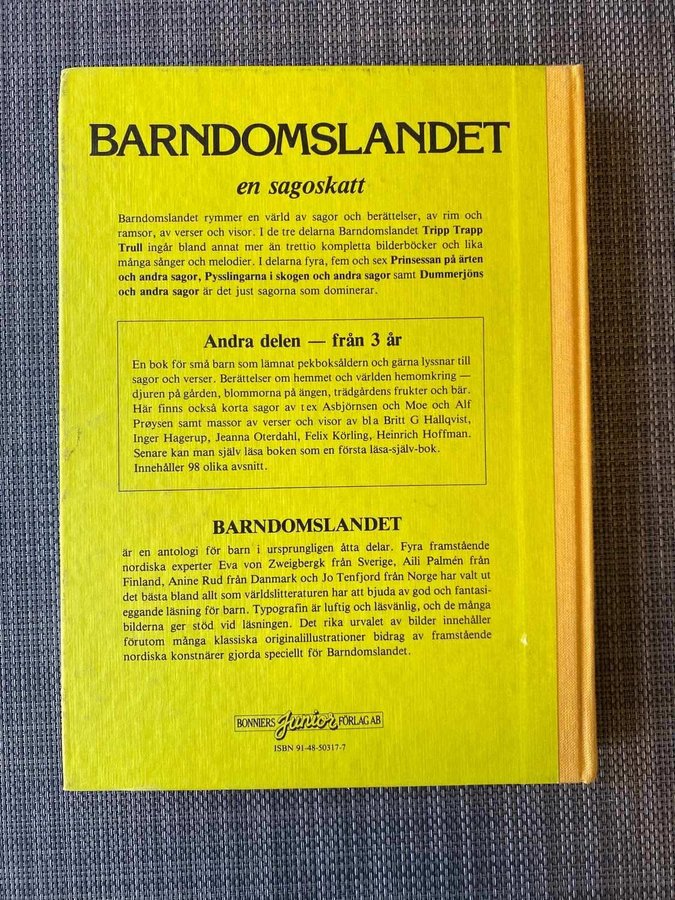 BARNDOMSLANDET
en sagoskatt
Barndomslandet rymmer en värld av sagor och berättelser, av rim och
ramsor, av verser och visor. I de tre delarna Barndomslandet Tripp Trapp
Trull ingår bland annat mer än trettio kompletta bilderböcker och lika
många sånger och melodier. I delarna fyra, fem och sex Prinsessan på ärten
och andra sagor, Pysslingarna i skogen och andra sagor samt Dummerjöns
och andra sagor är det just sagorna som dominerar.
Andra delen — från 3 år
En bok för små barn som lämnat pekboksåldern och gärna lyssnar till
sagor och verser. Berättelser om hemmet och världen hemomkring —
djuren på gården, blommorna på ängen, trädgårdens frukter och bär.
Här finns också korta sagor av t ex Asbjörnsen och Moe och Alf
Prøysen samt massor av verser och visor av bl a Britt G Hallqvist,
Inger Hagerup, Jeanna Oterdahl, Felix Körling, Heinrich Hoffman.
Senare kan man själv läsa boken som en första läsa-själv-bok.
Innehåller 98 olika avsnitt.
BARNDOMSLANDET
är en antologi för barn i ursprungligen åtta delar. Fyra framstående
nordiska experter Eva von Zweigbergk från Sverige, Aili Palmén från
Finland, Anine Rud från Danmark och Jo Tenfjord från Norge har valt ut
det bästa bland allt som världslitteraturen har att bjuda av god och fantasi-
eggande läsning för barn. Typografin är luftig och läsvänlig, och de många
bilderna ger stöd vid läsningen. Det rika urvalet av bilder innehåller
förutom många klassiska originalillustrationer bidrag av framstående
nordiska konstnärer gjorda speciellt för Barndomslandet.
BONNIERS Junior FÖRLAG AB
ISBN 91-48-50317-7